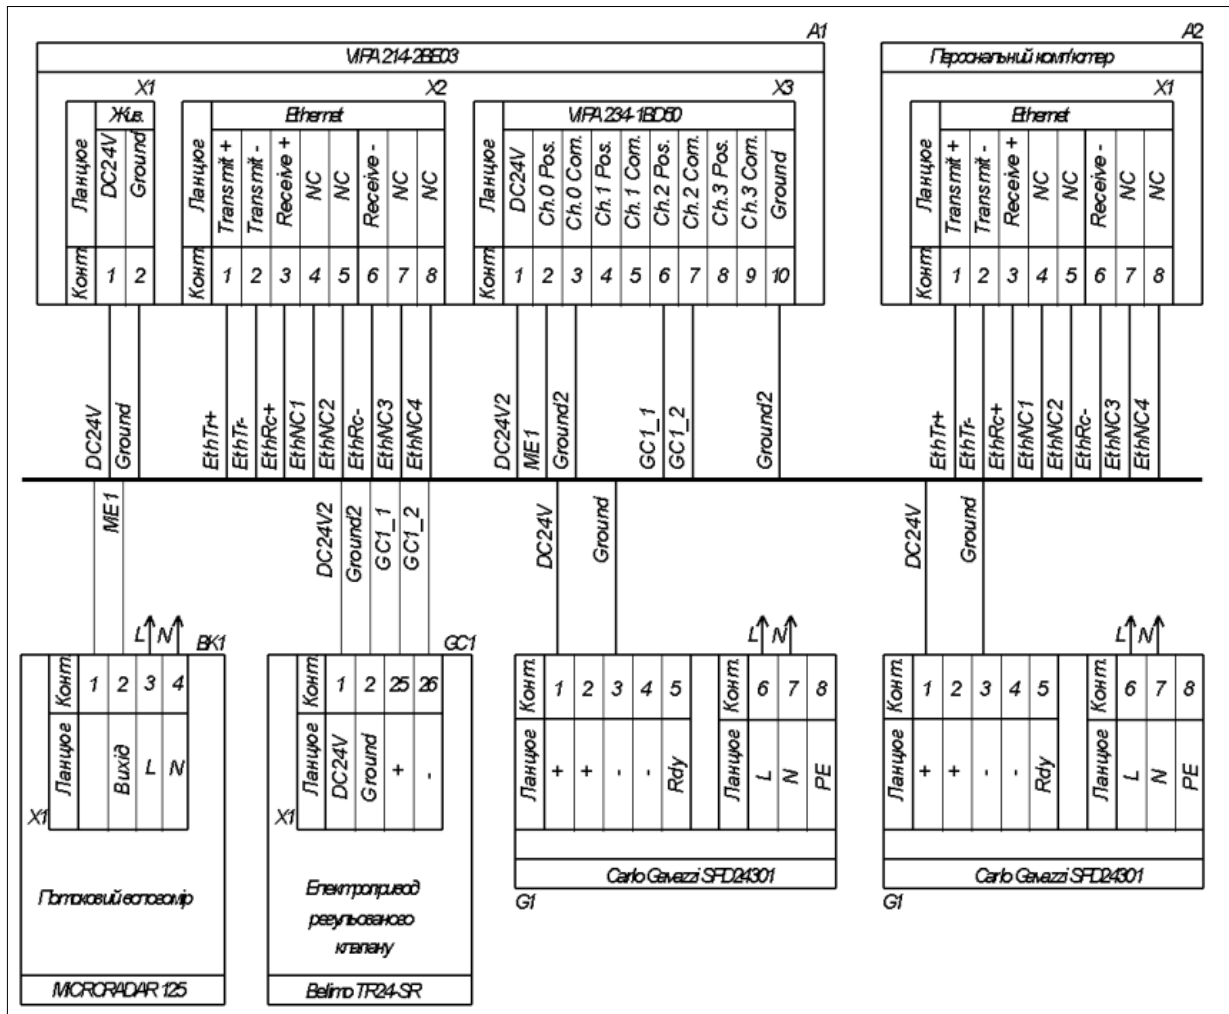 A1
A2
VIPA 214-2BE03
Персональний комп'ютер
X1
X2
X3
X1
Ланцюг
Жив.
DC24V
Ground
Конт.
1
2
Ланцюг
Ethernet
Transmit +
Transmit -
Receive +
NC
NC
Receive -
NC
NC
Конт.
1
2
3
4
5
6
7
8
Ланцюг
VIPA 234-1BD50
DC24V
Ch.0 Pos.
Ch.0 Com.
Ch.1 Pos.
Ch.1 Com.
Ch.2 Pos.
Ch.2 Com.
Ch.3 Pos.
Ch.3 Com.
Ground
Конт.
1
2
3
4
5
6
7
8
9
10
Ланцюг
Ethernet
Transmit +
Transmit -
Receive +
NC
NC
Receive -
NC
NC
Конт.
1
2
3
4
5
6
7
8
DC24V
Ground
EthTr+
EthTr-
EthRc+
EthNC1
EthNC2
EthRc-
EthNC3
EthNC4
DC24V2
ME1
Ground2
GC1_1
GC1_2
Ground2
EthTr+
EthTr-
EthRc+
EthNC1
EthNC2
EthRc-
EthNC3
EthNC4
ME1
DC24V2
Ground2
GC1_1
GC1_2
DC24V
Ground
DC24V
Ground
L
N
BK1
Конт.
1
2
3
4
Ланцюг
Вихід
L
N
X1
Потоковий вологомір
MICRORADAR 125
GC1
Конт.
1
2
25
26
Ланцюг
DC24V
Ground
+
-
X1
Електропривод
регульованого
клапану
Belimo TR24-SR
L
N
Конт.
1
2
3
4
5
Ланцюг
+
+
-
-
Rdy
Конт.
6
7
8
Ланцюг
L
N
PE
Carlo Gavazzi SPD24301
G1
L
N
Конт.
1
2
3
4
5
Ланцюг
+
+
-
-
Rdy
Конт.
6
7
8
Ланцюг
L
N
PE
Carlo Gavazzi SPD24301
G1